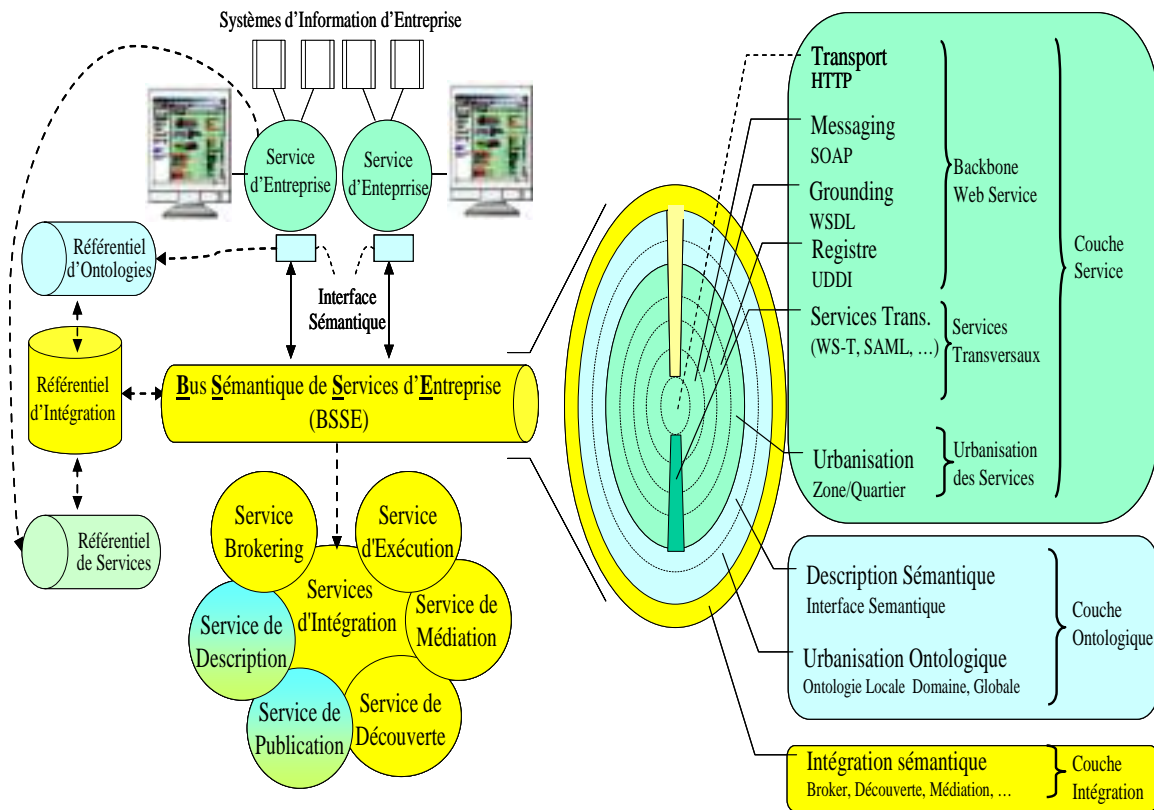 Systèmes d'Information d'Entreprise
Service
d'Entreprise
Service
d'Enteprrise
Référentiel
d'Ontologies
Interface
Sémantique
Référentiel
d'Intégration
Bus Sémantique de Services d'Entreprise
(BSSE)
Référentiel
de Services
Service
Brokering
Service
d'Exécution
Services
d'Intégration
Service de
Médiation
Service de
Description
Service de
Publication
Service de
Découverte
Transport
HTTP
Messaging
SOAP
Grounding
WSDL
Registre
UDDI
Backbone
Web Service
Services Trans.
(WS-T, SAML, …)
Services
Transversaux
Urbanisation
Zone/Quartier
Urbanisation
des Services
Couche
Service
Description Sémantique
Interface Semantique
Urbanisation Ontologique
Ontologie Locale Domaine, Globale
Couche
Ontologique
Intégration sémantique
Broker, Découverte, Médiation, …
Couche
Intégration